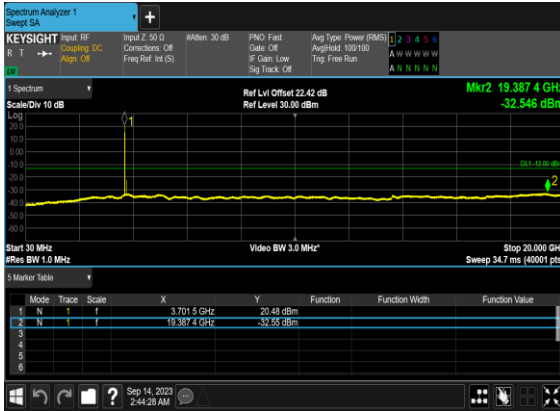 Spectrum Analyzer 1
Swept SA
+
KEYSIGHT Input: RF Input Z: 50 Ω #Atten: 30 dB PNO: Fast Avg Type: Power (RMS) 1 2 3 4 5 6
R T Coupling: DC Corrections: Off Gate: Off Avg|Hold: 100/100 A W W W W W
Align: Off Freq Ref: Int (S) IF Gain: Low Trig: Free Run
Sig Track: Off A N N N N N
1 Spectrum Ref Lvl Offset 22.42 dB Mkr2 19.387 4 GHz
Scale/Div 10 dB Ref Level 30.00 dBm -32.546 dBm
Log
20.0
10.0
0.00
-10.0
-20.0
-30.0
-40.0
-50.0
-60.0
1
DL1 -13.00 dBm
2
Start 30 MHz Video BW 3.0 MHz* Stop 20.000 GH
#Res BW 1.0 MHz Sweep 34.7 ms (40001 pts
5 Marker Table
Mode Trace Scale X Y Function Function Width Function Value
1 N 1 f 3.701 5 GHz 20.48 dBm
2 N 1 f 19.387 4 GHz -32.55 dBm
3
4
5
6
? Sep 14, 2023
2:44:28 AM